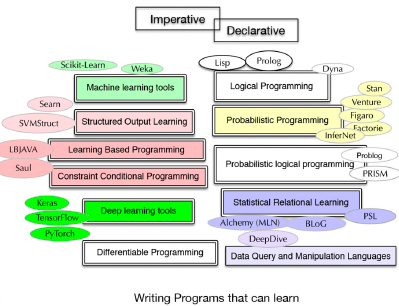 Imperative
Declarative
Scikit-Learn
Weka
Machine learning tools
Searn
SVMStruct
Structured Output Learning
LBJAVA
Learning Based Programming
Saul
Constraint Conditional Programming
Keras
TensorFlow
PyTorch
Deep learning tools
Differentiable Programming
Lisp
Prolog
Dyna
Logical Programming
Stan
Venture
Figaro
Factorie
InferNet
Probabilistic Programming
Problog
PRISM
Probabilistic logical programming
Statistical Relational Learning
PSL
Alchemy (MLN)
BLoG
DeepDive
Data Query and Manipulation Languages
Writing Programs that can learn